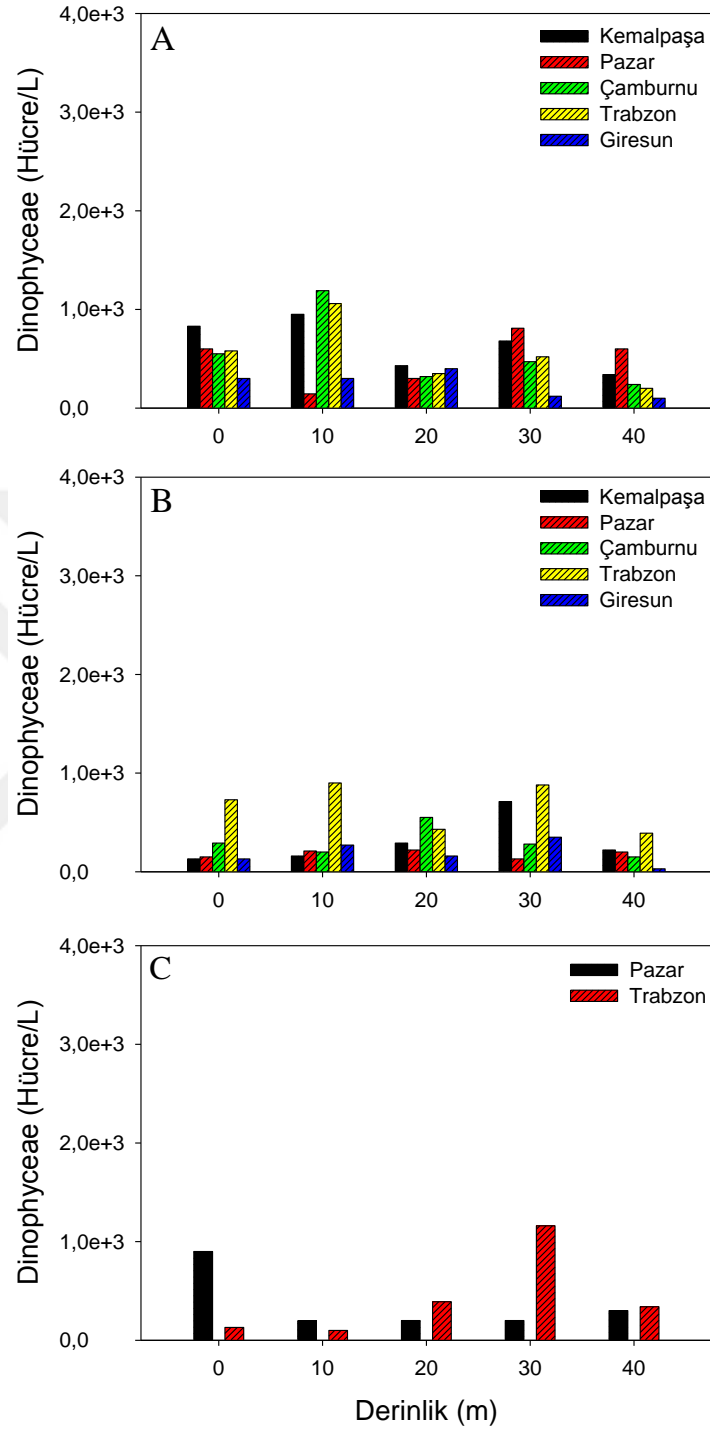 A
Dinophyceae (Hücre/L)
4,0e+3
3,0e+3
2,0e+3
1,0e+3
0,0
Kemalpaşa
Pazar
Çamburnu
Trabzon
Giresun
0 10 20 30 40
B
Dinophyceae (Hücre/L)
4,0e+3
3,0e+3
2,0e+3
1,0e+3
0,0
Kemalpaşa
Pazar
Çamburnu
Trabzon
Giresun
0 10 20 30 40
C
Dinophyceae (Hücre/L)
4,0e+3
3,0e+3
2,0e+3
1,0e+3
0,0
Pazar
Trabzon
0 10 20 30 40
Derinlik (m)